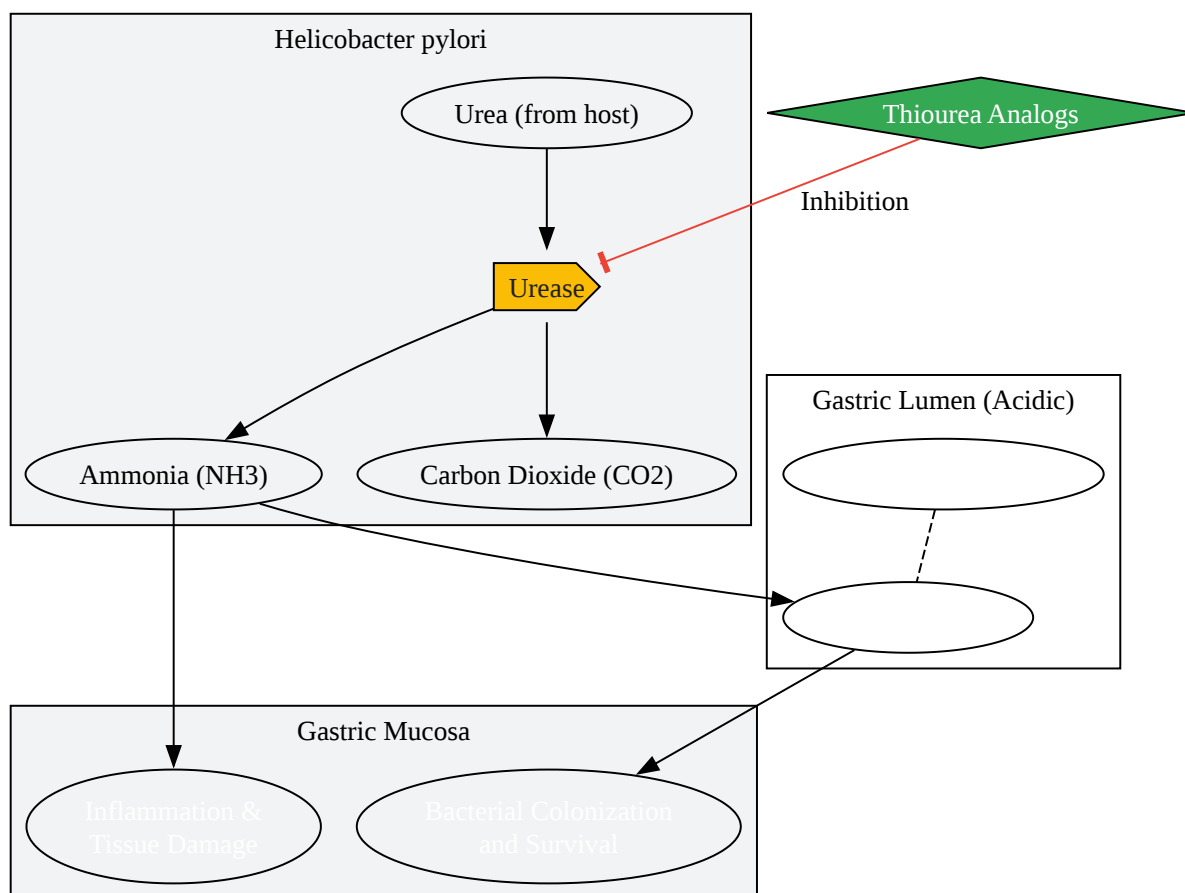 Helicobacter pylori
Urea (from host)
Thiourea Analogs
Inhibition
Urease
Gastric Lumen (Acidic)
Ammonia (NH3)
Carbon Dioxide (CO2)
Gastric Mucosa
Inflammation &
Tissue Damage
Bacterial Colonization
and Survival